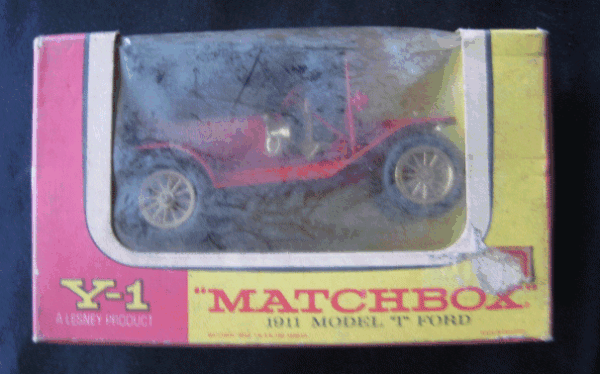 Y-1
A LESNEY PRODUCT
"MATCHBOX"
1911 MODEL "T" FORD